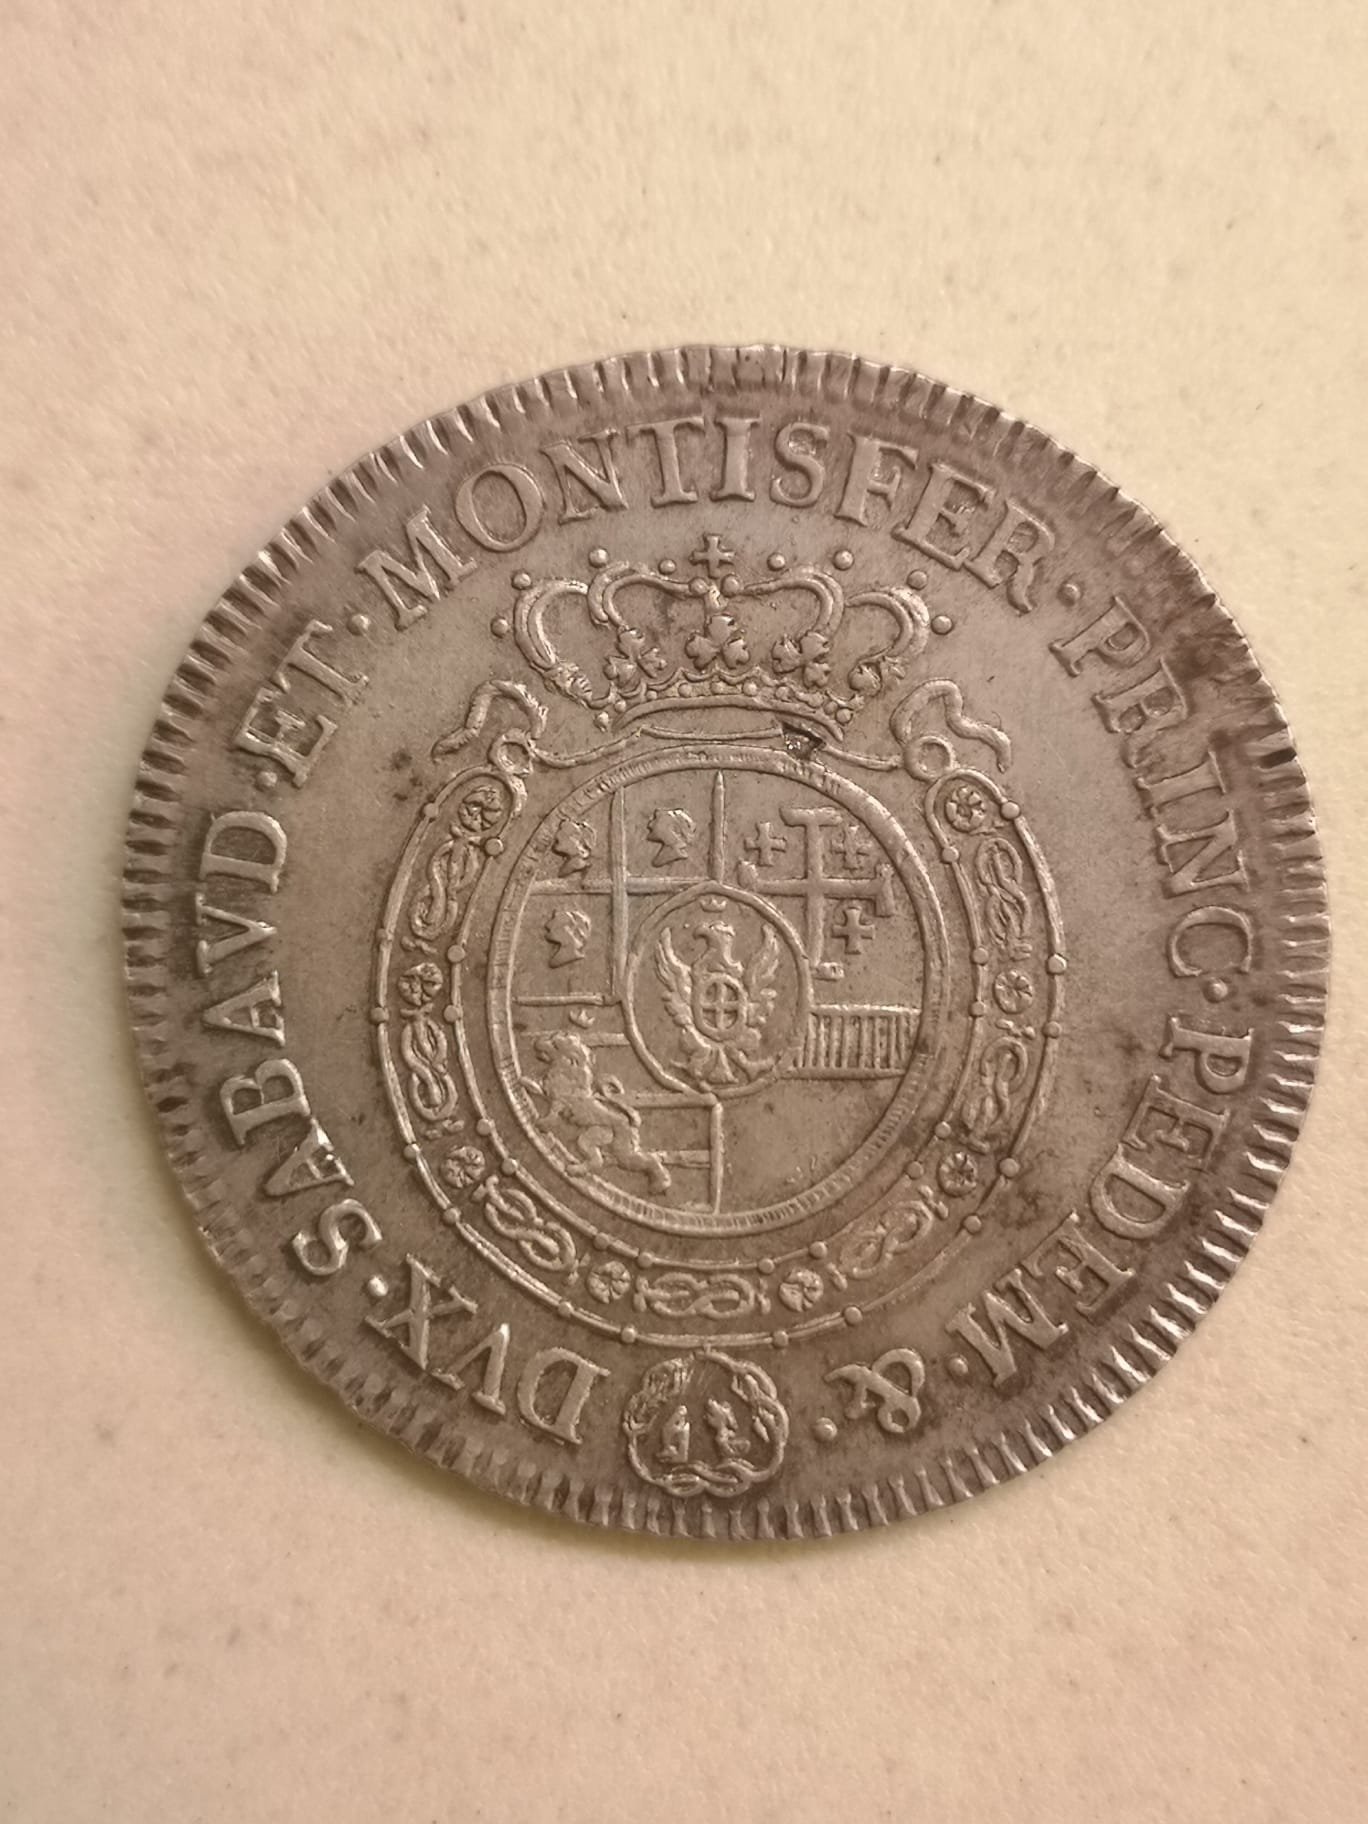 DVX · SABAVD · ET · MONTISFER · PRINC · PEDEM · & ·